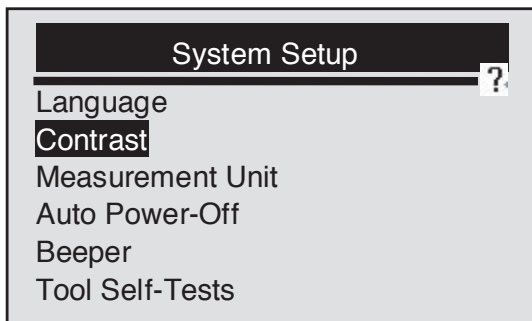 System Setup
?
Language
Contrast
Measurement Unit
Auto Power-Off
Beeper
Tool Self-Tests